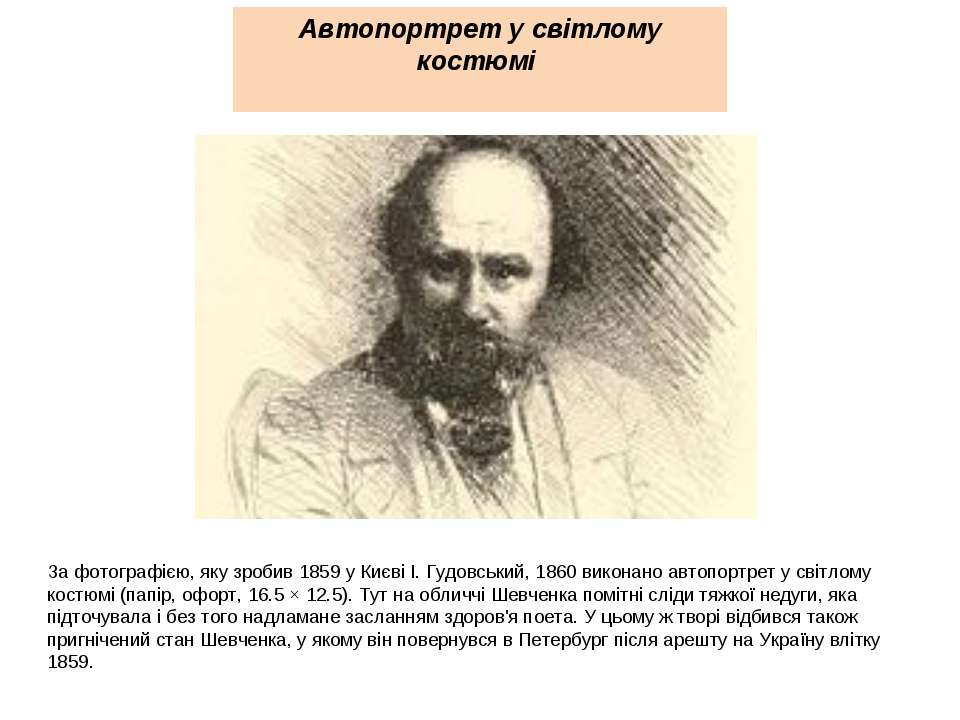 Автопортрет у світлому
костюмі
За фотографією, яку зробив 1859 у Києві І. Гудовський, 1860 виконано автопортрет у світлому
костюмі (папір, офорт, 16.5 × 12.5). Тут на обличчі Шевченка помітні сліди тяжкої недуги, яка
підточувала і без того надламане засланням здоров'я поета. У цьому ж творі відбився також
пригнічений стан Шевченка, у якому він повернувся в Петербург після арешту на Україну влітку
1859.